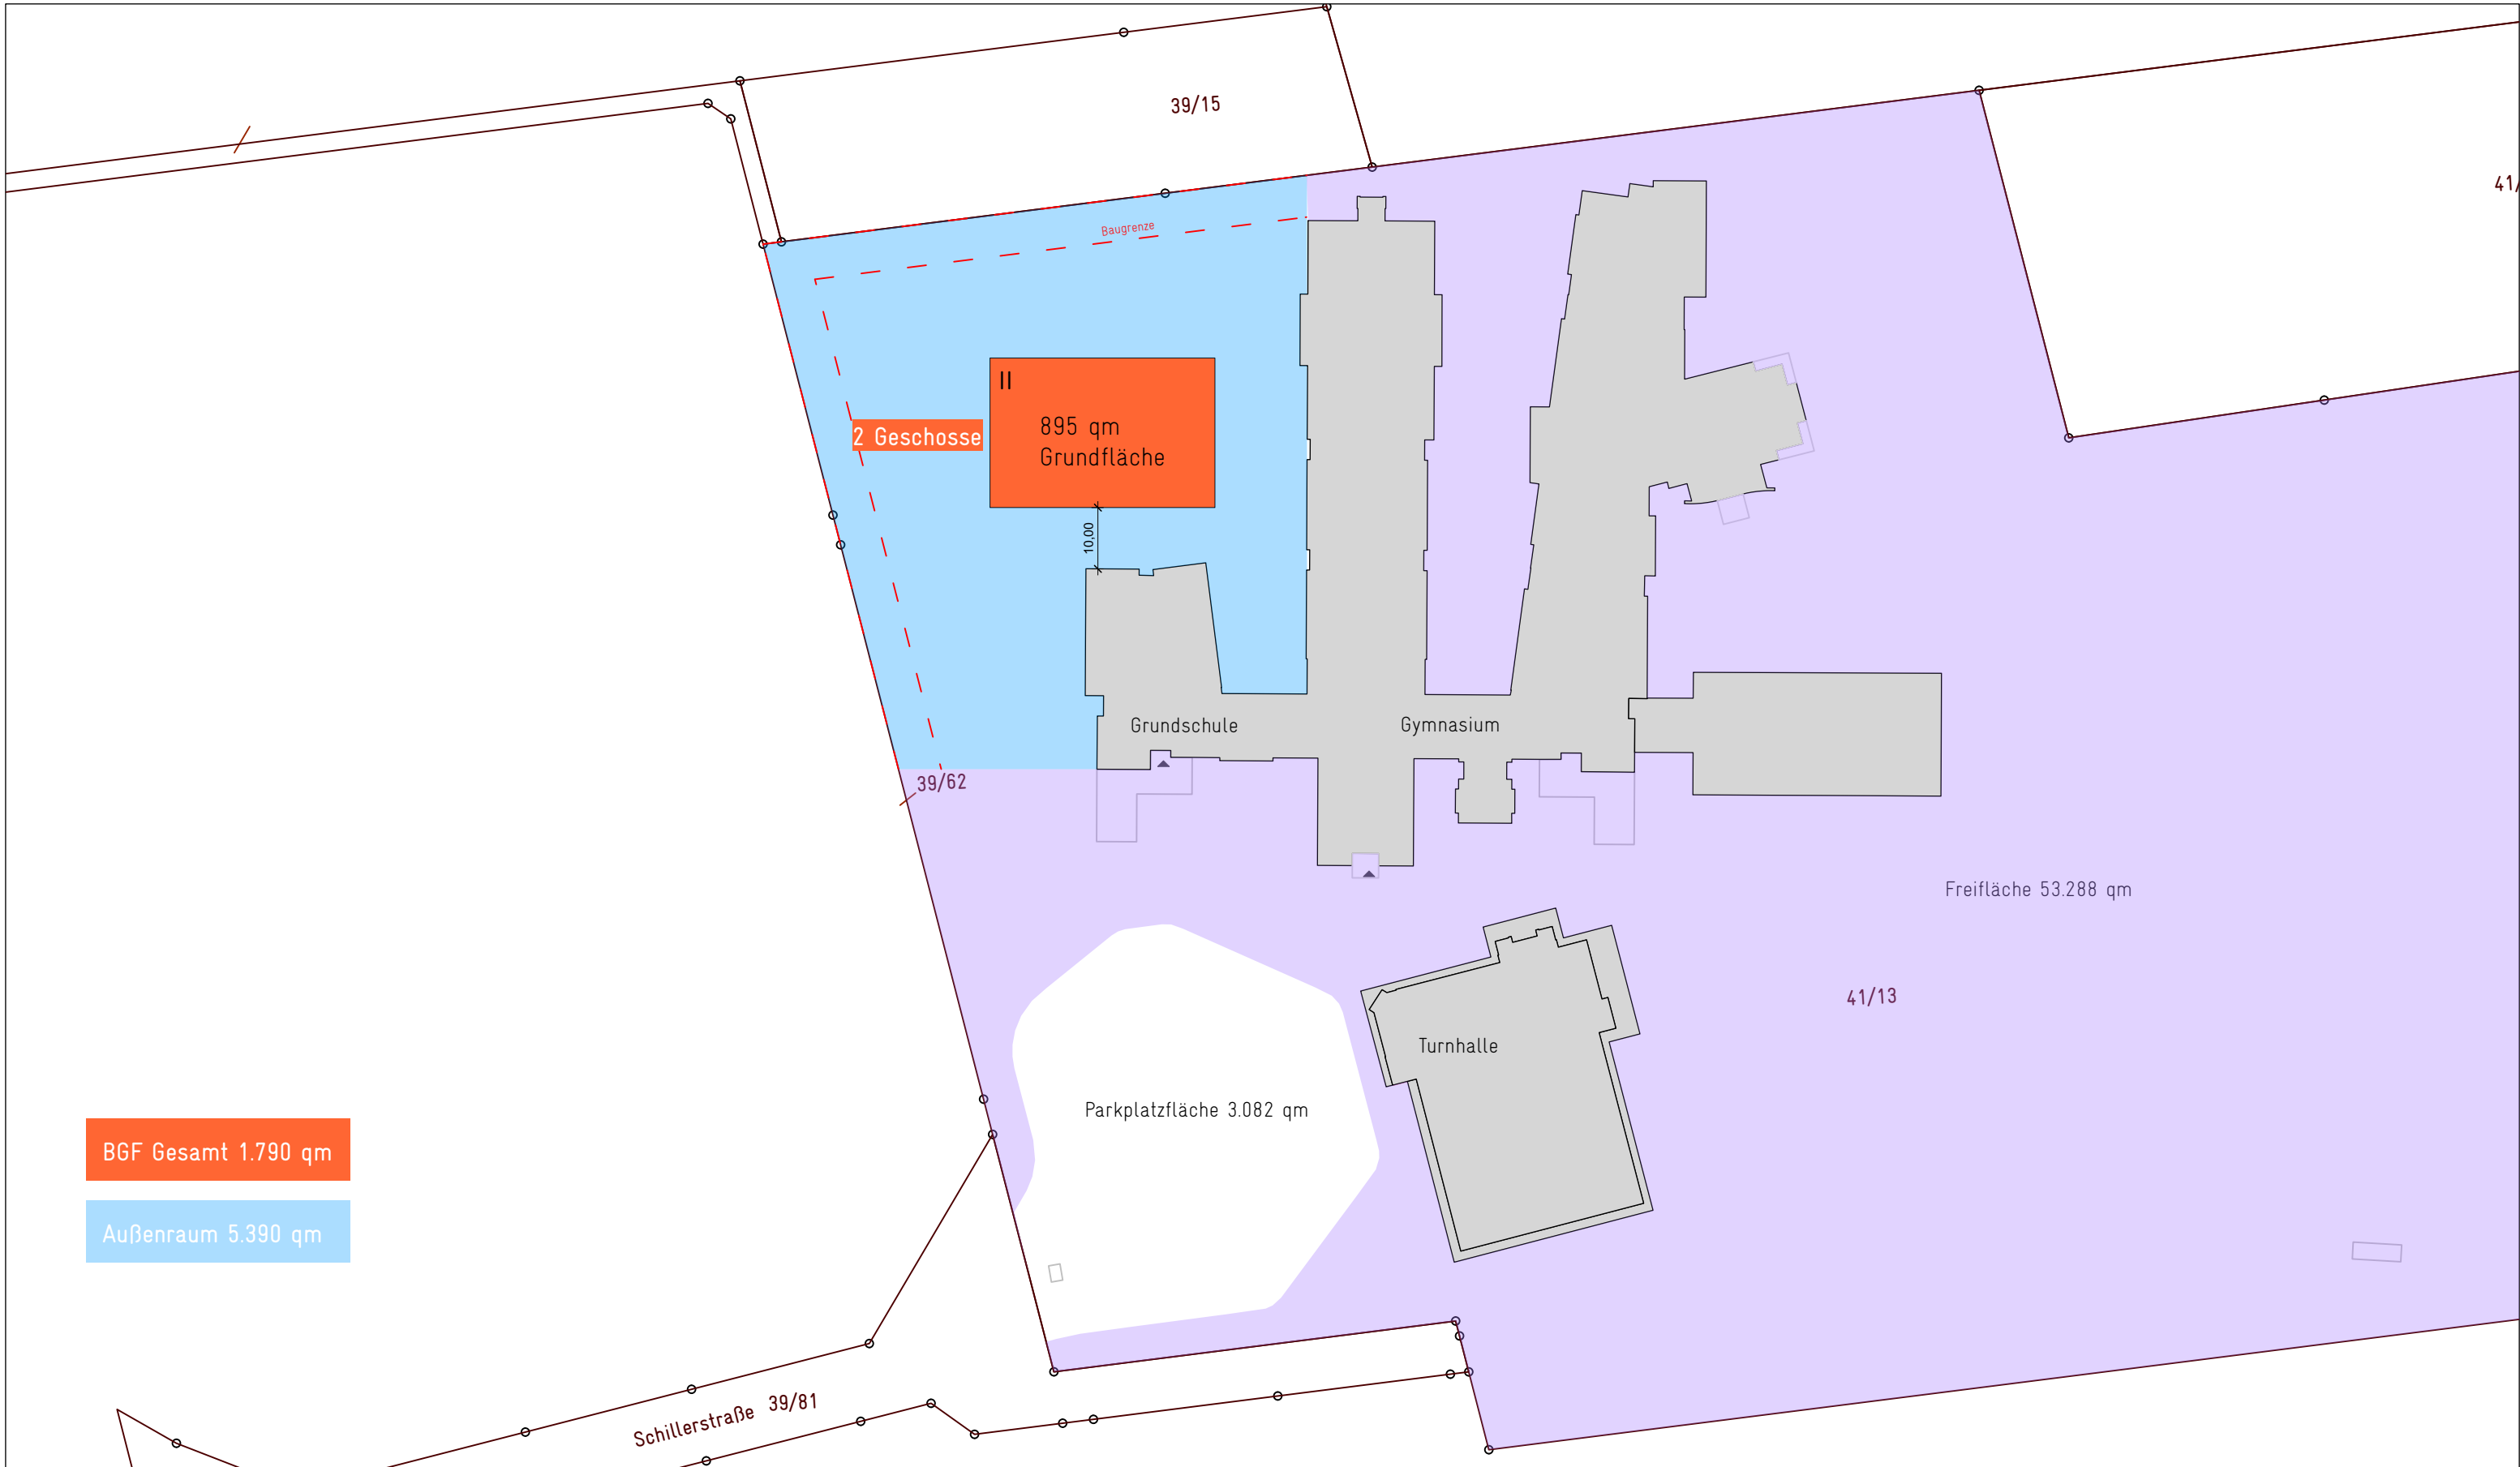 39/15
41/
Baugrenze
II
895 qm
Grundfläche
2 Geschosse
10,00
Grundschule
Gymnasium
39/62
Freifläche 53.288 qm
41/13
Turnhalle
Parkplatzfläche 3.082 qm
BGF Gesamt 1.790 qm
Außenraum 5.390 qm
Schillerstraße 39/81